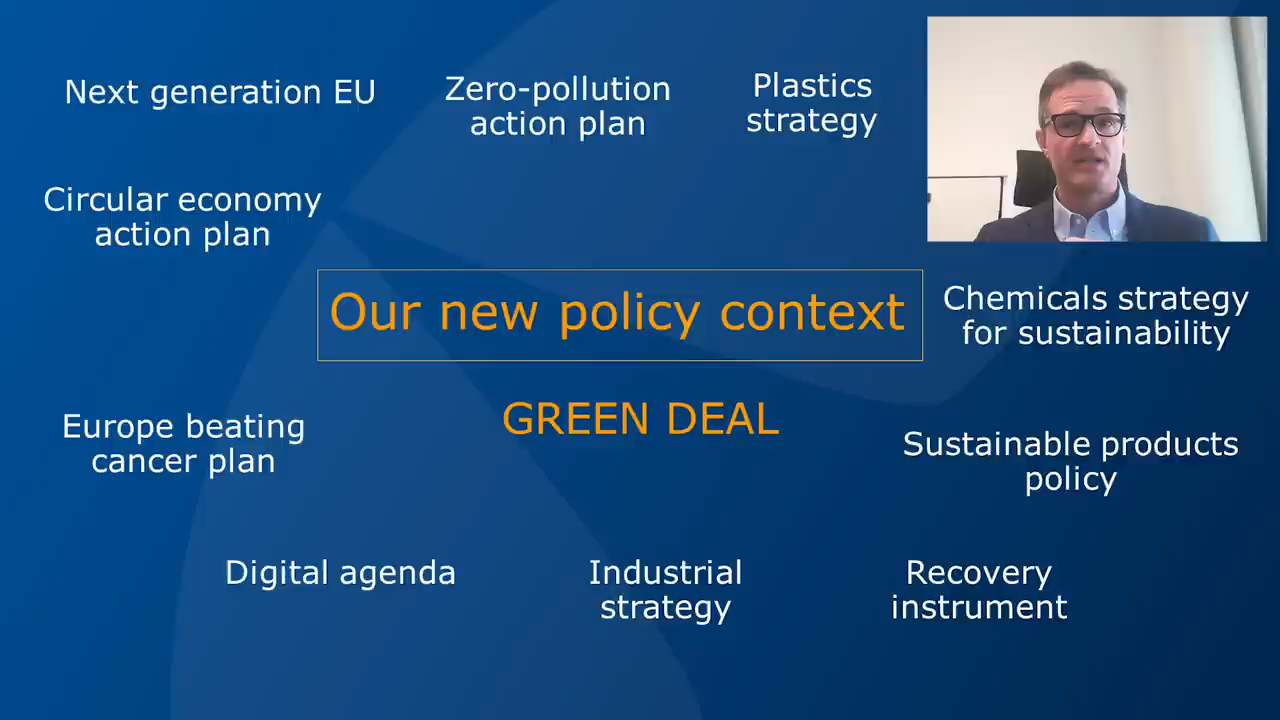 Next generation EU
Zero-pollution
action plan
Plastics
strategy
Circular economy
action plan
Our new policy context
Chemicals strategy
for sustainability
GREEN DEAL
Europe beating
cancer plan
Sustainable products
policy
Digital agenda
Industrial
strategy
Recovery
instrument